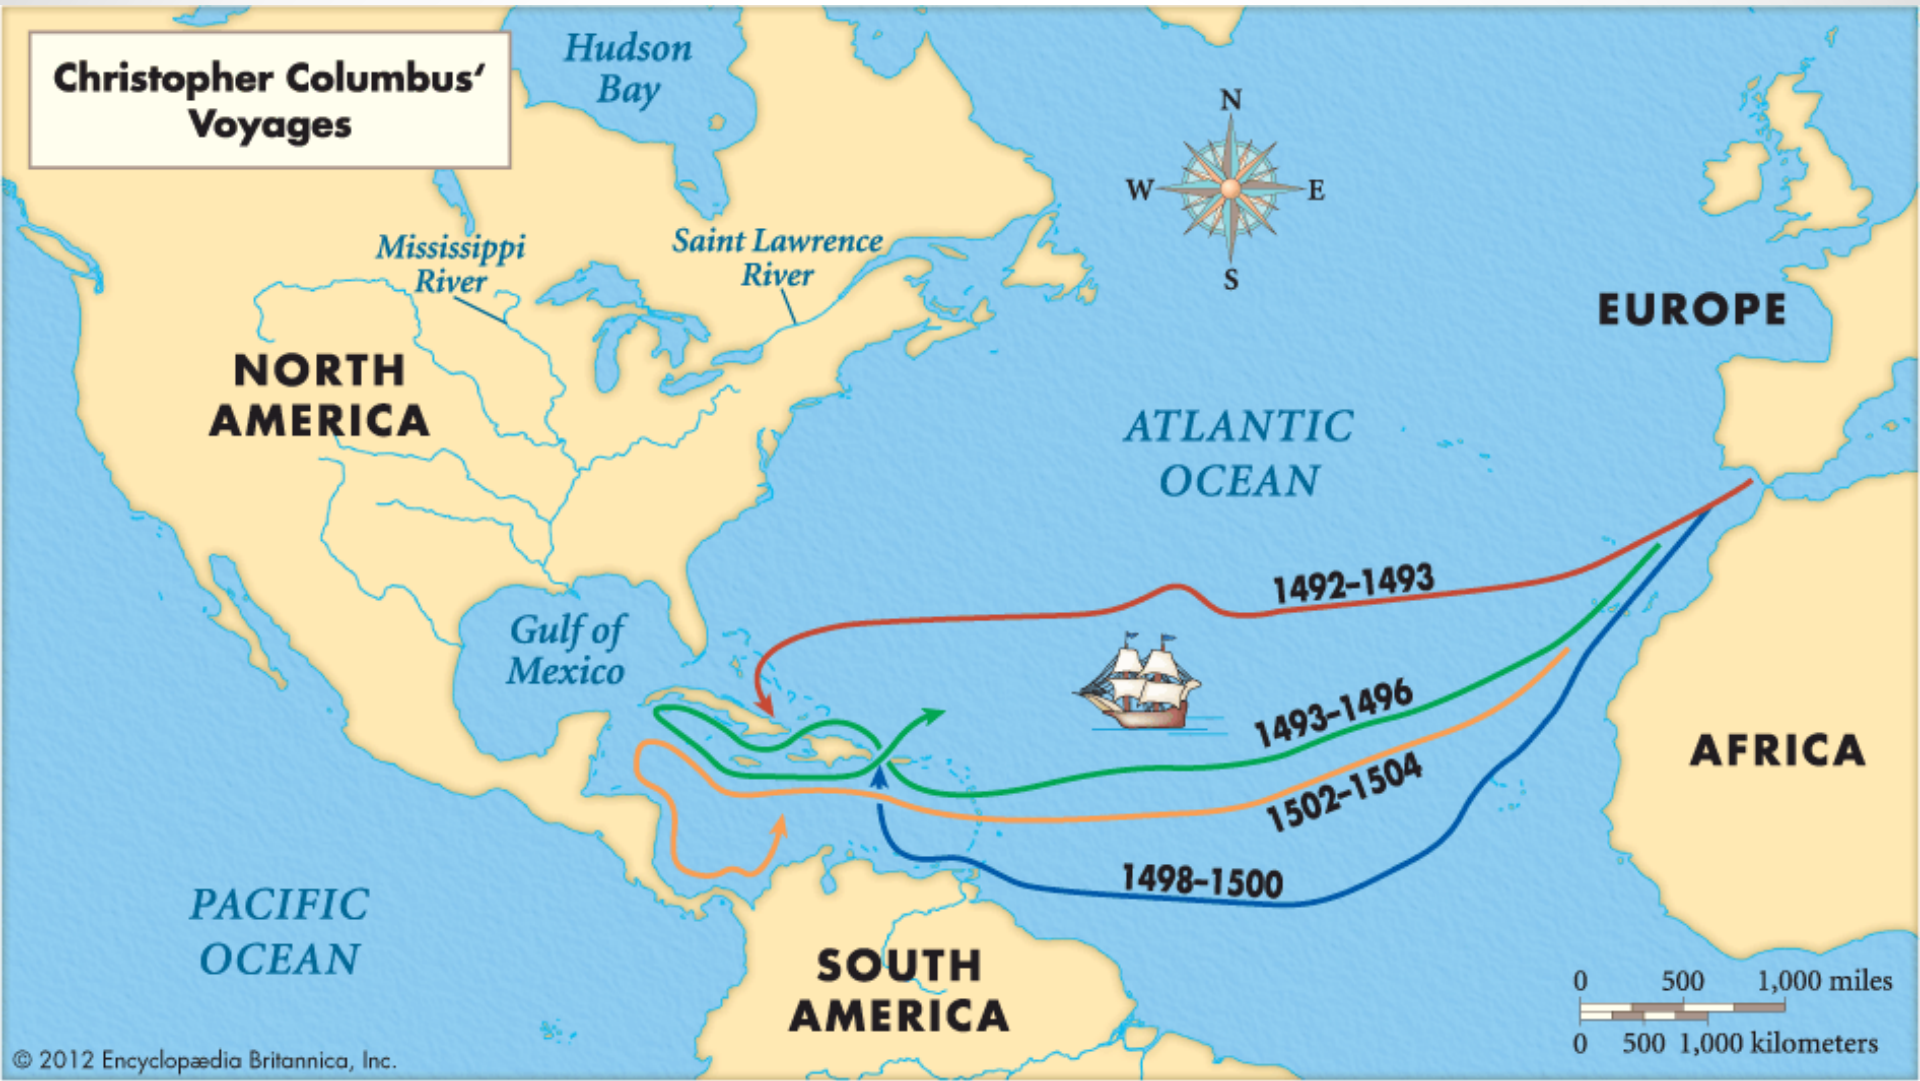 Christopher Columbus'
Voyages
Hudson
Bay
N
W
E
S
Mississippi
River
Saint Lawrence
River
EUROPE
NORTH
AMERICA
ATLANTIC
OCEAN
1492–1493
Gulf of
Mexico
1493–1496
1502–1504
AFRICA
1498–1500
PACIFIC
OCEAN
SOUTH
AMERICA
0 500 1,000 miles
0 500 1,000 kilometers
© 2012 Encyclopædia Britannica, Inc.